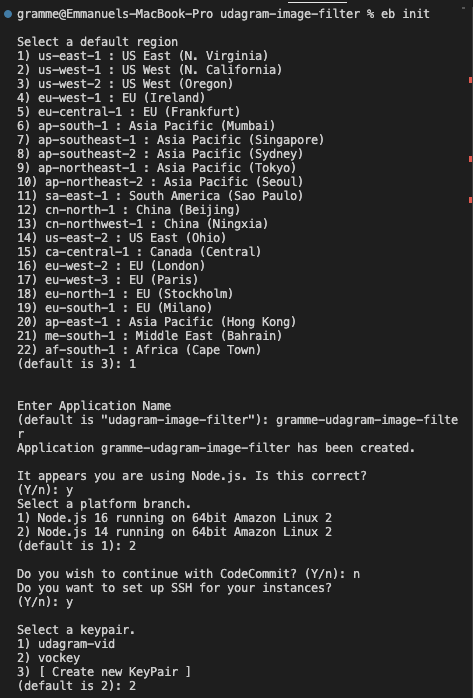 gramme@Emmanuels-MacBook-Pro udagram-image-filter % eb init
Select a default region
1) us-east-1 : US East (N. Virginia)
2) us-west-1 : US West (N. California)
3) us-west-2 : US West (Oregon)
4) eu-west-1 : EU (Ireland)
5) eu-central-1 : EU (Frankfurt)
6) ap-south-1 : Asia Pacific (Mumbai)
7) ap-southeast-1 : Asia Pacific (Singapore)
8) ap-southeast-2 : Asia Pacific (Sydney)
9) ap-northeast-1 : Asia Pacific (Tokyo)
10) ap-northeast-2 : Asia Pacific (Seoul)
11) sa-east-1 : South America (Sao Paulo)
12) cn-north-1 : China (Beijing)
13) cn-northwest-1 : China (Ningxia)
14) us-east-2 : US East (Ohio)
15) ca-central-1 : Canada (Central)
16) eu-west-2 : EU (London)
17) eu-west-3 : EU (Paris)
18) eu-north-1 : EU (Stockholm)
19) eu-south-1 : EU (Milano)
20) ap-east-1 : Asia Pacific (Hong Kong)
21) me-south-1 : Middle East (Bahrain)
22) af-south-1 : Africa (Cape Town)
(default is 3): 1
Enter Application Name
(default is "udagram-image-filter"): gramme-udagram-image-filte
r
Application gramme-udagram-image-filter has been created.
It appears you are using Node.js. Is this correct?
(Y/n): y
Select a platform branch.
1) Node.js 16 running on 64bit Amazon Linux 2
2) Node.js 14 running on 64bit Amazon Linux 2
(default is 1): 2
Do you wish to continue with CodeCommit? (Y/n): n
Do you want to set up SSH for your instances?
(Y/n): y
Select a keypair.
1) udagram-vid
2) vockey
3) [ Create new KeyPair ]
(default is 2): 2